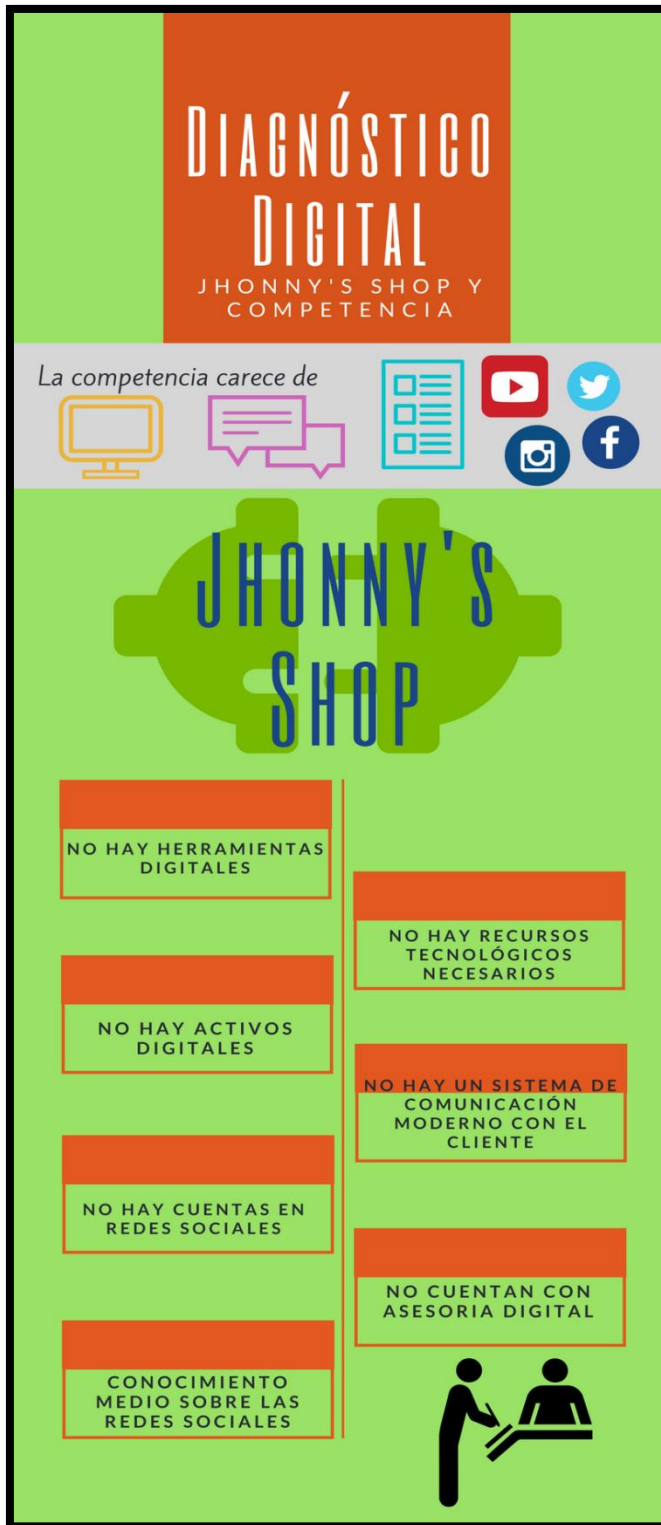 DIAGNÓSTICO
DIGITAL
JHONNY'S SHOP Y
COMPETENCIA
La competencia carece de
JHONNY'S
SHOP
NO HAY HERRAMIENTAS
DIGITALES
NO HAY RECURSOS
TECNOLÓGICOS
NECESARIOS
NO HAY ACTIVOS
DIGITALES
NO HAY UN SISTEMA DE
COMUNICACIÓN
MODERNO CON EL
CLIENTE
NO HAY CUENTAS EN
REDES SOCIALES
NO CUENTAN CON
ASESORIA DIGITAL
CONOCIMIENTO
MEDIO SOBRE LAS
REDES SOCIALES